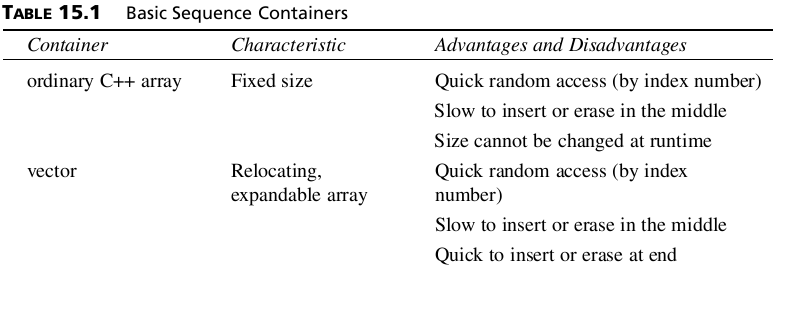 TABLE 15.1 Basic Sequence Containers
Container Characteristic Advantages and Disadvantages
ordinary C++ array Fixed size Quick random access (by index number)
Slow to insert or erase in the middle
Size cannot be changed at runtime
vector Relocating, Quick random access (by index
expandable array number)
Slow to insert or erase in the middle
Quick to insert or erase at end